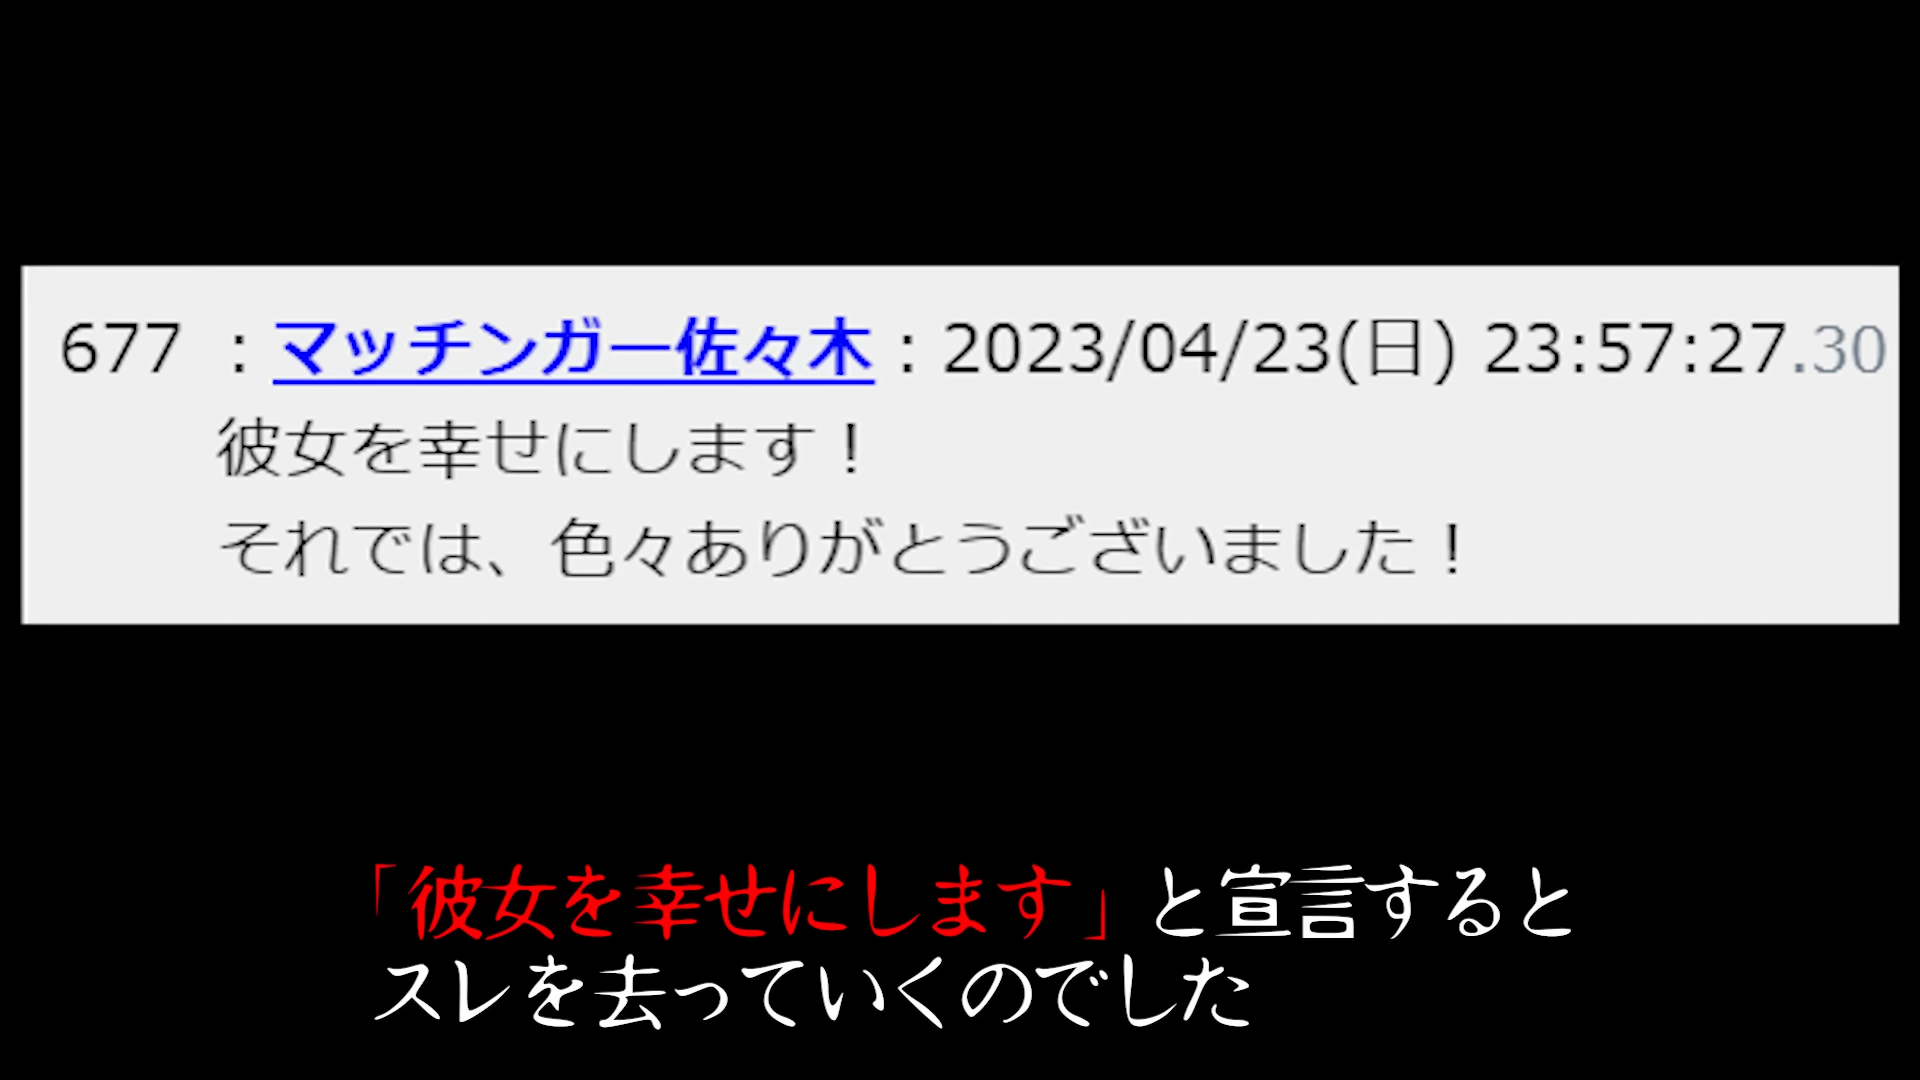 677 ：マッチンガー佐々木：2023/04/23(日) 23:57:27.30
彼女を幸せにします！
それでは、色々ありがとうございました！
「彼女を幸せにします」と宣言すると
スレを去っていくのでした